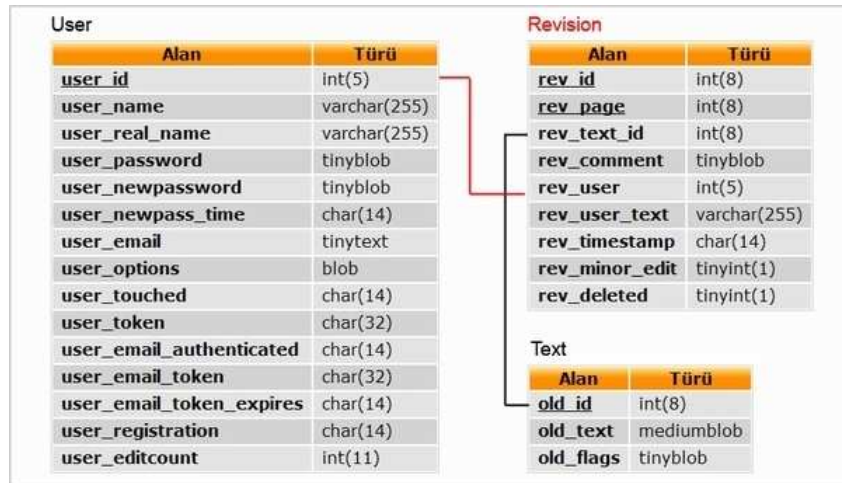 User
Alan Türü
user_id int(5)
user_name varchar(255)
user_real_name varchar(255)
user_password tinyblob
user_newpassword tinyblob
user_newpass_time char(14)
user_email tinytext
user_options blob
user_touched char(14)
user_token char(32)
user_email_authenticated char(14)
user_email_token char(32)
user_email_token_expires char(14)
user_registration char(14)
user_editcount int(11)
Revision
Alan Türü
rev_id int(8)
rev_page int(8)
rev_text_id int(8)
rev_comment tinyblob
rev_user int(5)
rev_user_text varchar(255)
rev_timestamp char(14)
rev_minor_edit tinyint(1)
rev_deleted tinyint(1)
Text
Alan Türü
old_id int(8)
old_text mediumblob
old_flags tinyblob